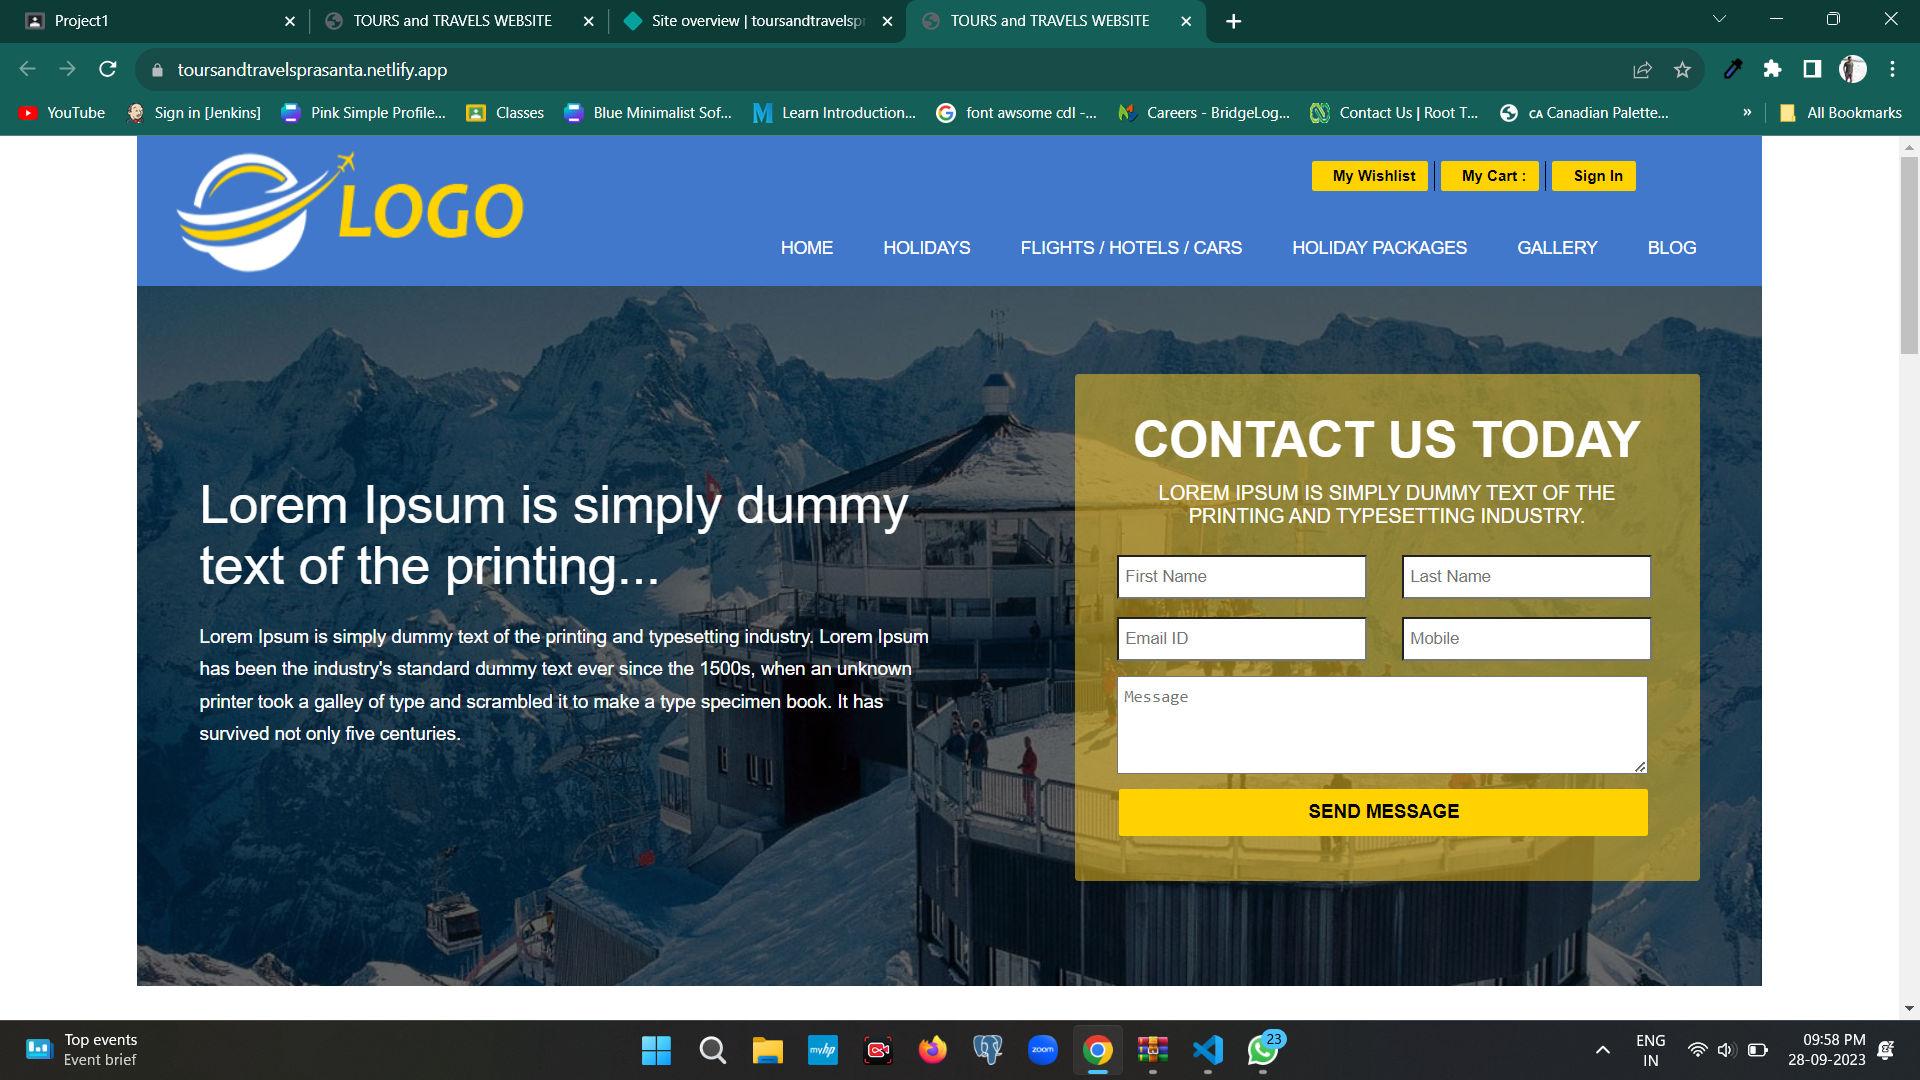 Project1
TOURS and TRAVELS WEBSITE
Site overview | toursandtravelspr
TOURS and TRAVELS WEBSITE
toursandtravelsprasanta.netlify.app
YouTube
Sign in [Jenkins]
Pink Simple Profile...
Classes
Blue Minimalist Sof...
Learn Introduction...
font awsome cdl -...
Careers - BridgeLog...
Contact Us | Root T...
CA Canadian Palette...
»
All Bookmarks
LOGO
My Wishlist
My Cart :
Sign In
HOME
HOLIDAYS
FLIGHTS / HOTELS / CARS
HOLIDAY PACKAGES
GALLERY
BLOG
Lorem Ipsum is simply dummy
text of the printing...
Lorem Ipsum is simply dummy text of the printing and typesetting industry. Lorem Ipsum
has been the industry's standard dummy text ever since the 1500s, when an unknown
printer took a galley of type and scrambled it to make a type specimen book. It has
survived not only five centuries.
CONTACT US TODAY
LOREM IPSUM IS SIMPLY DUMMY TEXT OF THE
PRINTING AND TYPESETTING INDUSTRY.
First Name
Last Name
Email ID
Mobile
Message
SEND MESSAGE
Top events
Event brief
myhp
zoom
23
ENG
IN
09:58 PM
28-09-2023